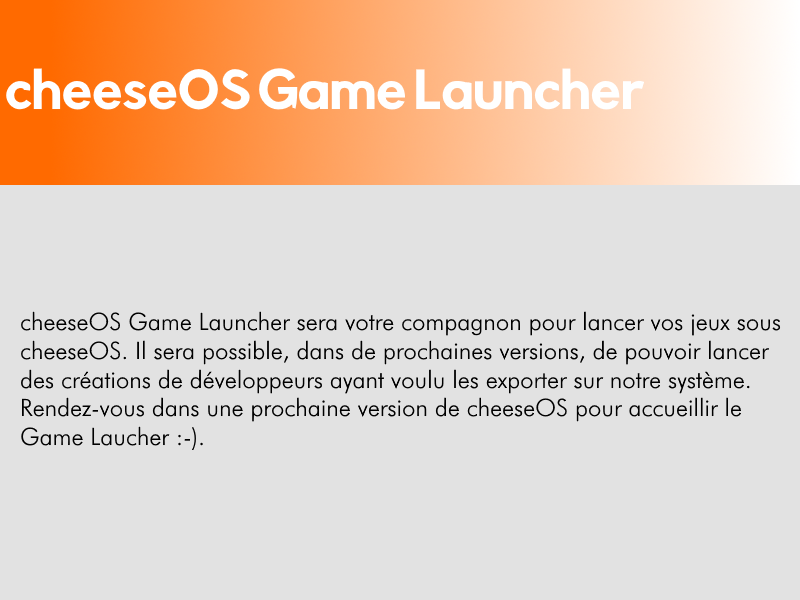 cheeseOS Game Launcher
cheeseOS Game Launcher sera votre compagnon pour lancer vos jeux sous
cheeseOS. Il sera possible, dans de prochaines versions, de pouvoir lancer
des créations de développeurs ayant voulu les exporter sur notre système.
Rendez-vous dans une prochaine version de cheeseOS pour accueillir le
Game Laucher :-).